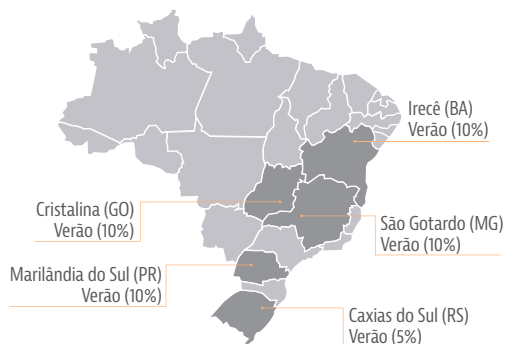 Irecê (BA)
Verão (10%)
Cristalina (GO)
Verão (10%)
São Gotardo (MG)
Verão (10%)
Marilândia do Sul (PR)
Verão (10%)
Caxias do Sul (RS)
Verão (5%)